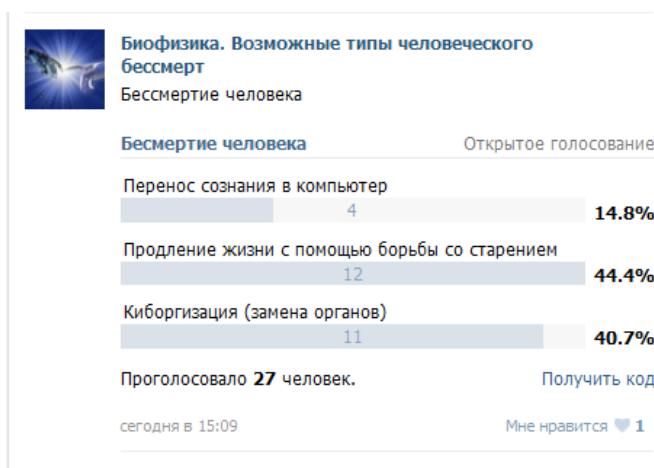 Биофизика. Возможные типы человеческого
бессмерт
Бессмертие человека
Бесмертие человека Открытое голосование
Перенос сознания в компьютер
4 14.8%
Продление жизни с помощью борьбы со старением
12 44.4%
Киборгизация (замена органов)
11 40.7%
Проголосовало 27 человек. Получить код
сегодня в 15:09 Мне нравится 1